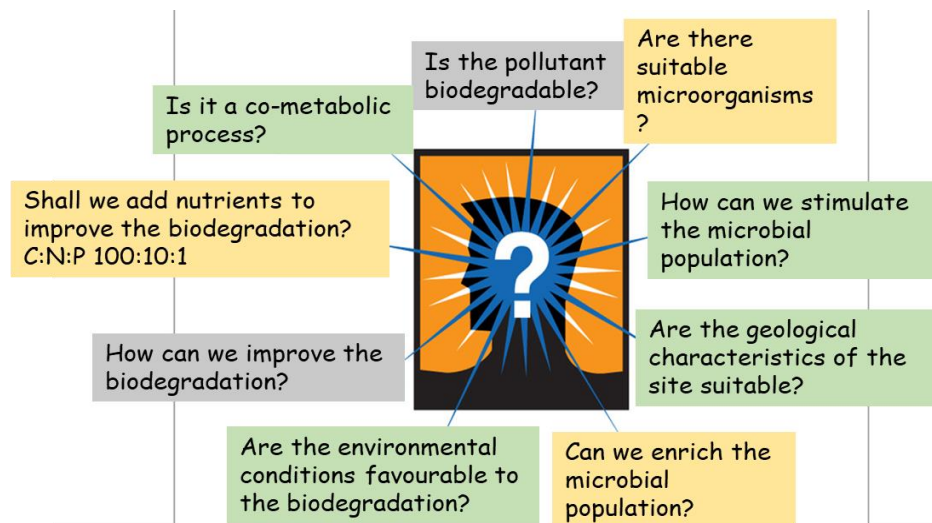 Is the pollutant
biodegradable?
Are there
suitable
microorganisms
?
Is it a co-metabolic
process?
Shall we add nutrients to
improve the biodegradation?
C:N:P 100:10:1
How can we stimulate
the microbial
population?
?
How can we improve the
biodegradation?
Are the geological
characteristics of the
site suitable?
Are the environmental
conditions favourable to
the biodegradation?
Can we enrich the
microbial
population?